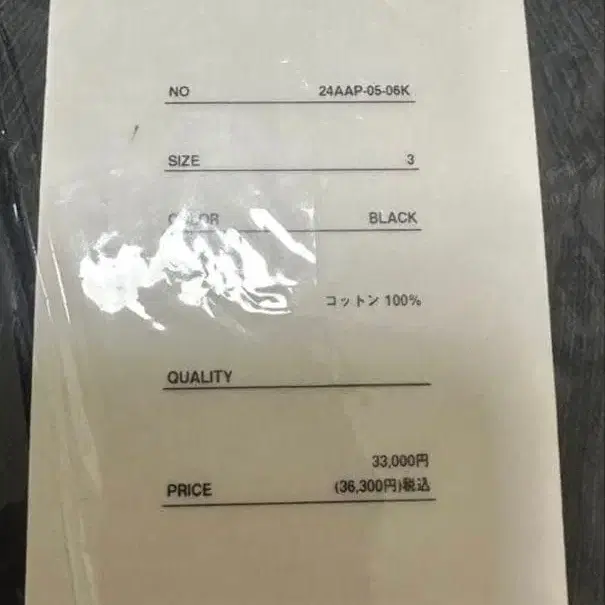 NO 24AAP-05-06K
SIZE 3
COLOR BLACK
コットン 100%
QUALITY
33,000円
PRICE (36,300円)税込